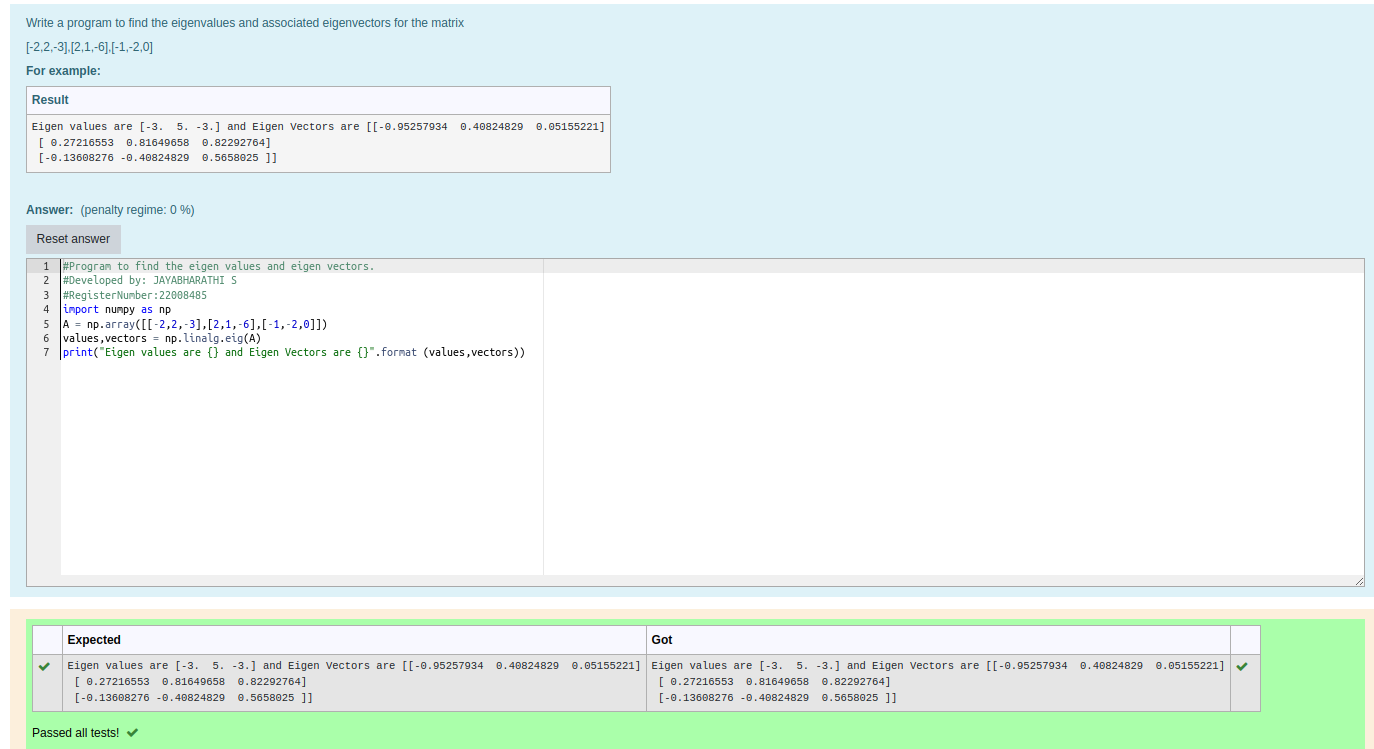 Write a program to find the eigenvalues and associated eigenvectors for the matrix
[-2,2,-3],[2,1,-6],[-1,-2,0]
For example:
Result
Eigen values are [-3.  5. -3.] and Eigen Vectors are [[-0.95257934  0.40824829  0.05155221]
 [ 0.27216553  0.81649658  0.82292764]
 [-0.13608276 -0.40824829  0.5658025 ]]
Answer: (penalty regime: 0 %)
Reset answer
1 #Program to find the eigen values and eigen vectors.
2 #Developed by: JAYABHARATHI S
3 #RegisterNumber:22008485
4 import numpy as np
5 A = np.array([[-2,2,-3],[2,1,-6],[-1,-2,0]])
6 values,vectors = np.linalg.eig(A)
7 print("Eigen values are {} and Eigen Vectors are {}".format (values,vectors))
Expected Got
Eigen values are [-3.  5. -3.] and Eigen Vectors are [[-0.95257934  0.40824829  0.05155221] Eigen values are [-3.  5. -3.] and Eigen Vectors are [[-0.95257934  0.40824829  0.05155221]
 [ 0.27216553  0.81649658  0.82292764]  [ 0.27216553  0.81649658  0.82292764]
 [-0.13608276 -0.40824829  0.5658025 ]]  [-0.13608276 -0.40824829  0.5658025 ]]
Passed all tests!